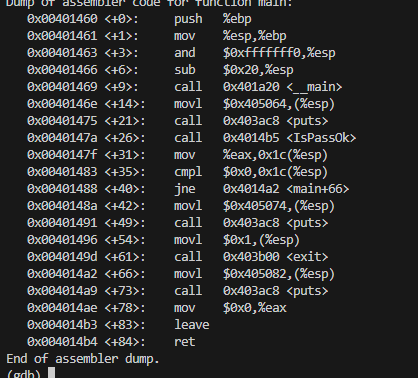 Dump of assembler code for function main:
0x00401460 <+0>: push %ebp
0x00401461 <+1>: mov %esp,%ebp
0x00401463 <+3>: and $0xfffffff0,%esp
0x00401466 <+6>: sub $0x20,%esp
0x00401469 <+9>: call 0x401a20 <__main>
0x0040146e <+14>: movl $0x405064,(%esp)
0x00401475 <+21>: call 0x403ac8 <puts>
0x0040147a <+26>: call 0x4014b5 <IsPassOk>
0x0040147f <+31>: mov %eax,0x1c(%esp)
0x00401483 <+35>: cmpl $0x0,0x1c(%esp)
0x00401488 <+40>: jne 0x4014a2 <main+66>
0x0040148a <+42>: movl $0x405074,(%esp)
0x00401491 <+49>: call 0x403ac8 <puts>
0x00401496 <+54>: movl $0x1,(%esp)
0x0040149d <+61>: call 0x403b00 <exit>
0x004014a2 <+66>: movl $0x405082,(%esp)
0x004014a9 <+73>: call 0x403ac8 <puts>
0x004014ae <+78>: mov $0x0,%eax
0x004014b3 <+83>: leave
0x004014b4 <+84>: ret
End of assembler dump.
(gdb)